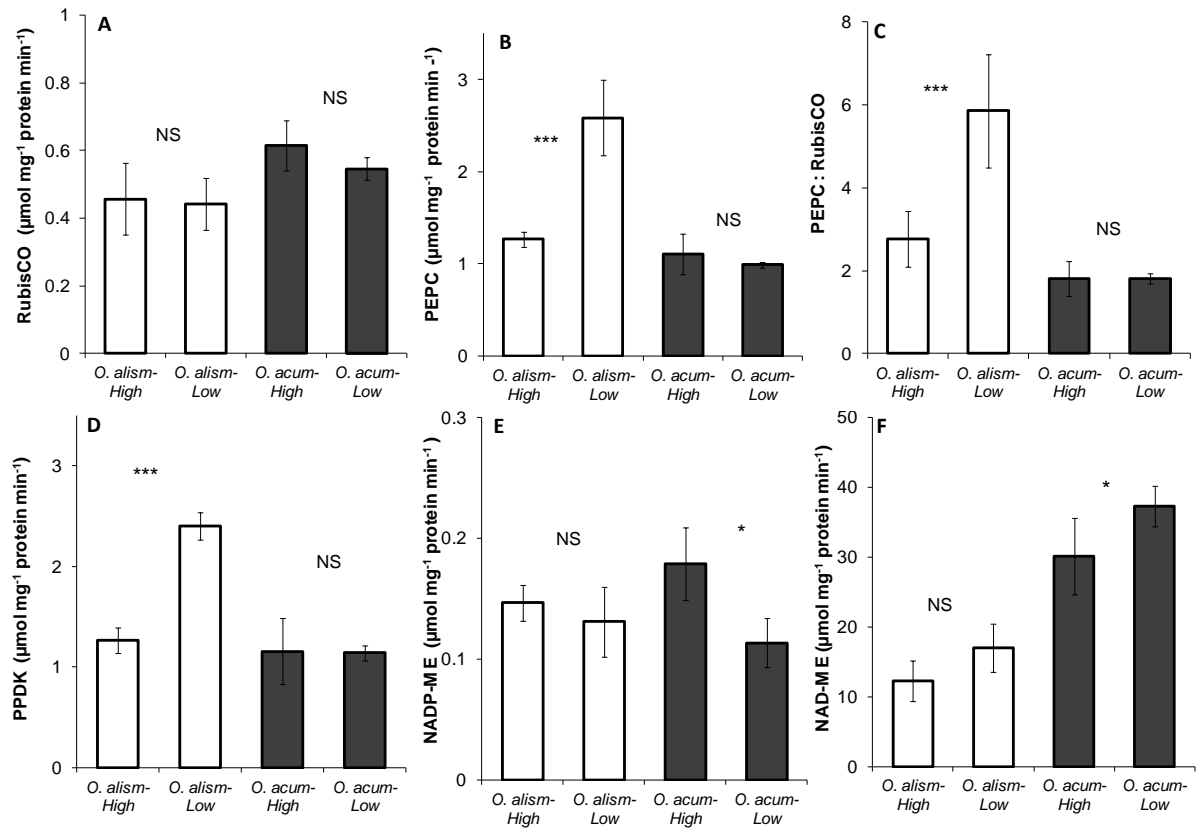 A
RubisCO (µmol mg⁻¹ protein min⁻¹)
1
0.8
0.6
0.4
0.2
0
NS
NS
O. alism-
High
O. alism-
Low
O. acum-
High
O. acum-
Low
B
PEPC (µmol mg⁻¹ protein min -¹)
3
2
1
0
***
NS
O. alism-
High
O. alism-
Low
O. acum-
High
O. acum-
Low
C
PEPC : RubisCO
8
6
4
2
0
***
NS
O. alism-
High
O. alism-
Low
O. acum-
High
O. acum-
Low
D
PPDK (µmol mg⁻¹ protein min⁻¹)
3
2
1
0
***
NS
O. alism-
High
O. alism-
Low
O. acum-
High
O. acum-
Low
E
NADP-ME (µmol mg⁻¹ protein min⁻¹)
0.3
0.2
0.1
0
NS
*
O. alism-
High
O. alism-
Low
O. acum-
High
O. acum-
Low
F
NAD-ME (µmol mg⁻¹ protein min⁻¹)
50
40
30
20
10
0
NS
*
O. alism-
High
O. alism-
Low
O. acum-
High
O. acum-
Low